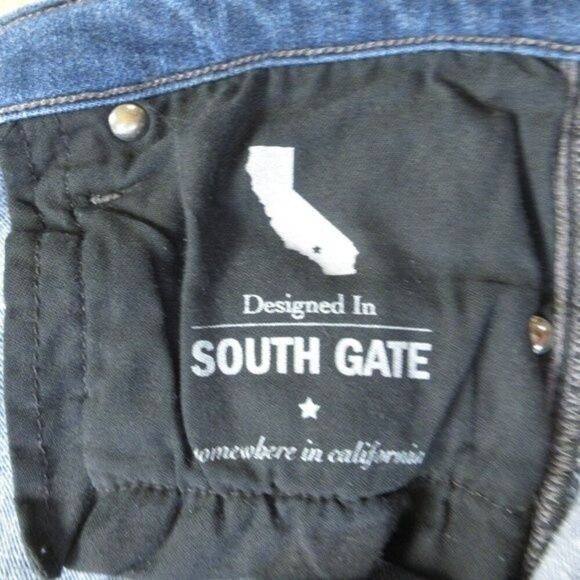 Designed In
SOUTH GATE
somewhere in california